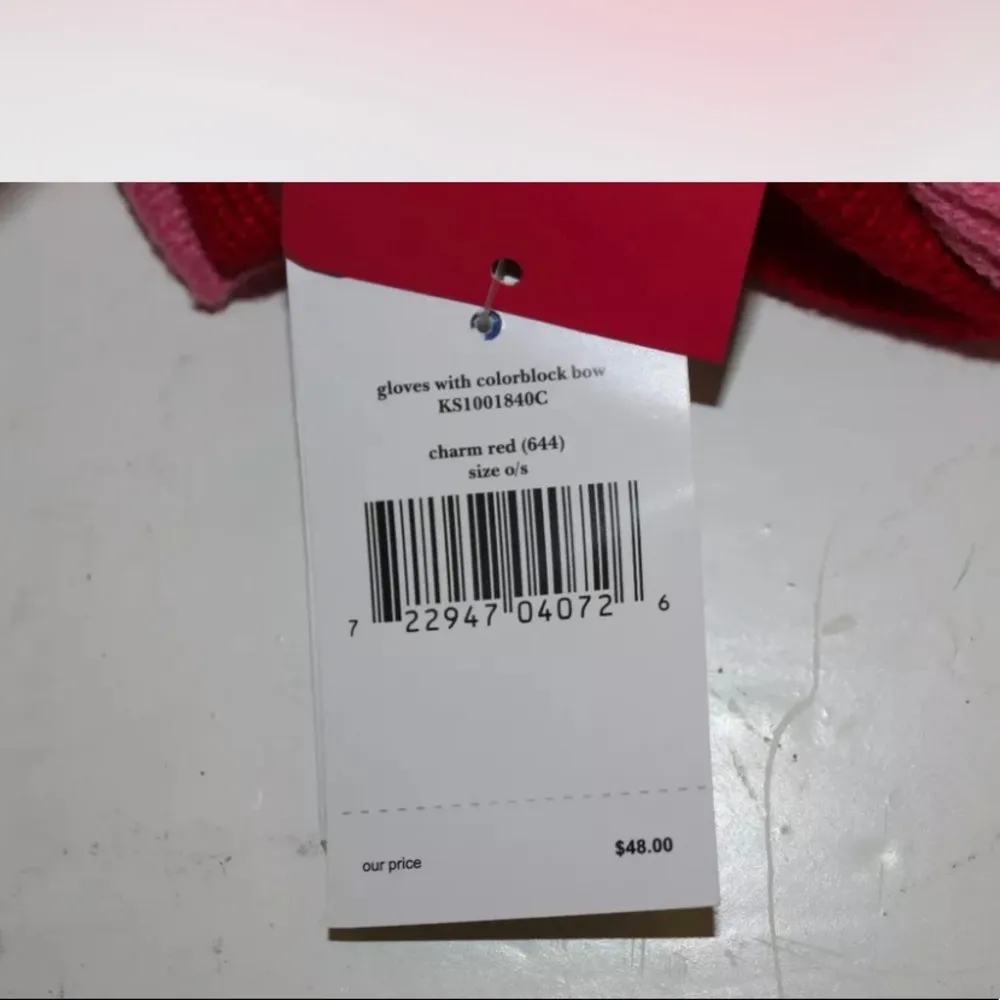 gloves with colorblock bow
KS1001840C
charm red (644)
size o/s
7 22947 04072 6
our price $48.00